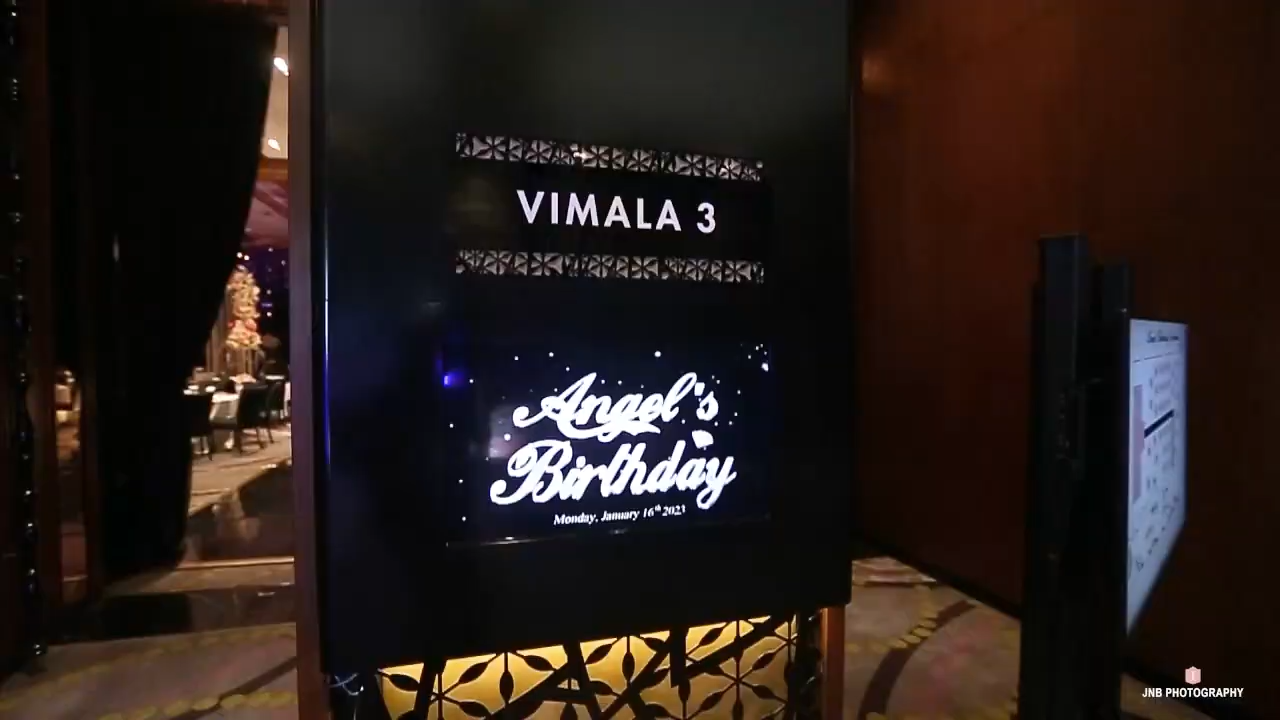 VIMALA 3
Angel's
Birthday
Monday, January 16th 2023
JNB PHOTOGRAPHY